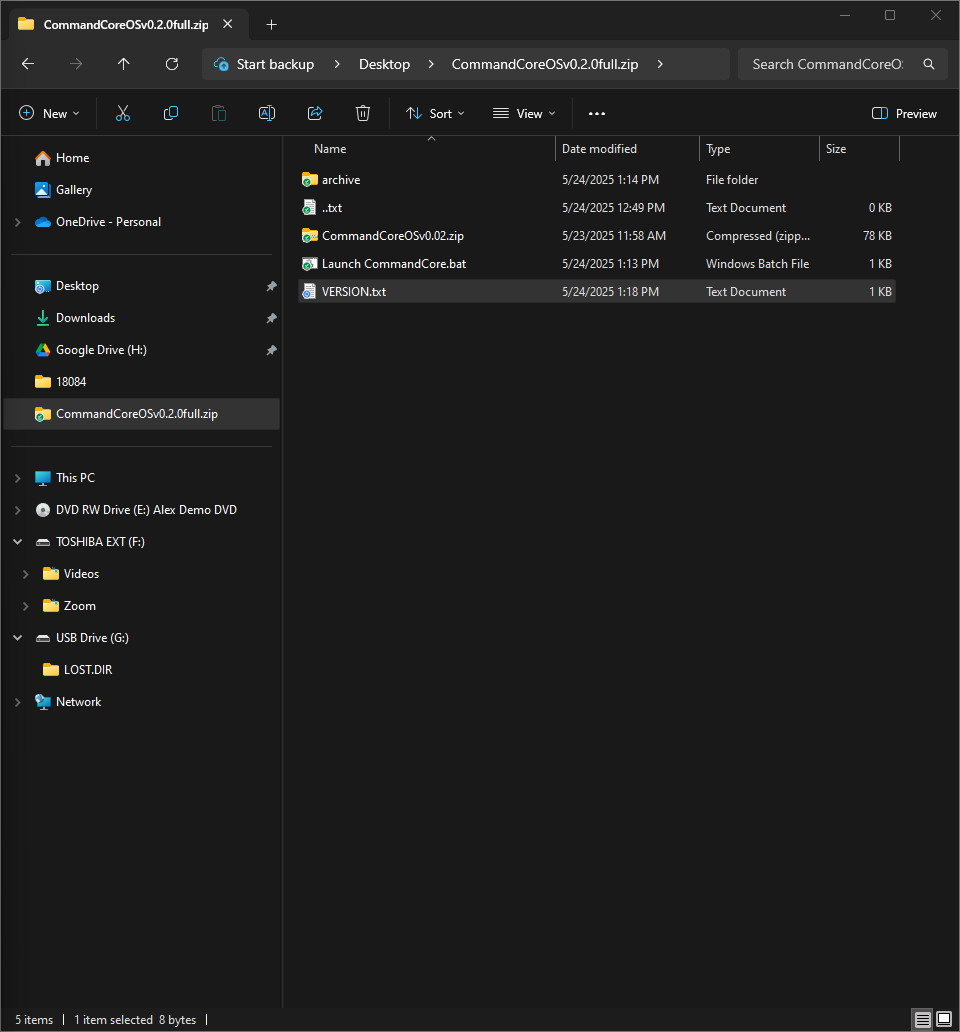 CommandCoreOSv0.2.0full.zip
Start backup Desktop CommandCoreOSv0.2.0full.zip Search CommandCoreO
New Sort View Preview
Home
Gallery
OneDrive - Personal
Desktop
Downloads
Google Drive (H:)
18084
CommandCoreOSv0.2.0full.zip
This PC
DVD RW Drive (E:) Alex Demo DVD
TOSHIBA EXT (F:)
Videos
Zoom
USB Drive (G:)
LOST.DIR
Network
Name Date modified Type Size
archive 5/24/2025 1:14 PM File folder
..txt 5/24/2025 12:49 PM Text Document 0 KB
CommandCoreOSv0.02.zip 5/23/2025 11:58 AM Compressed (zipp... 78 KB
Launch CommandCore.bat 5/24/2025 1:13 PM Windows Batch File 1 KB
VERSION.txt 5/24/2025 1:18 PM Text Document 1 KB
5 items 1 item selected 8 bytes